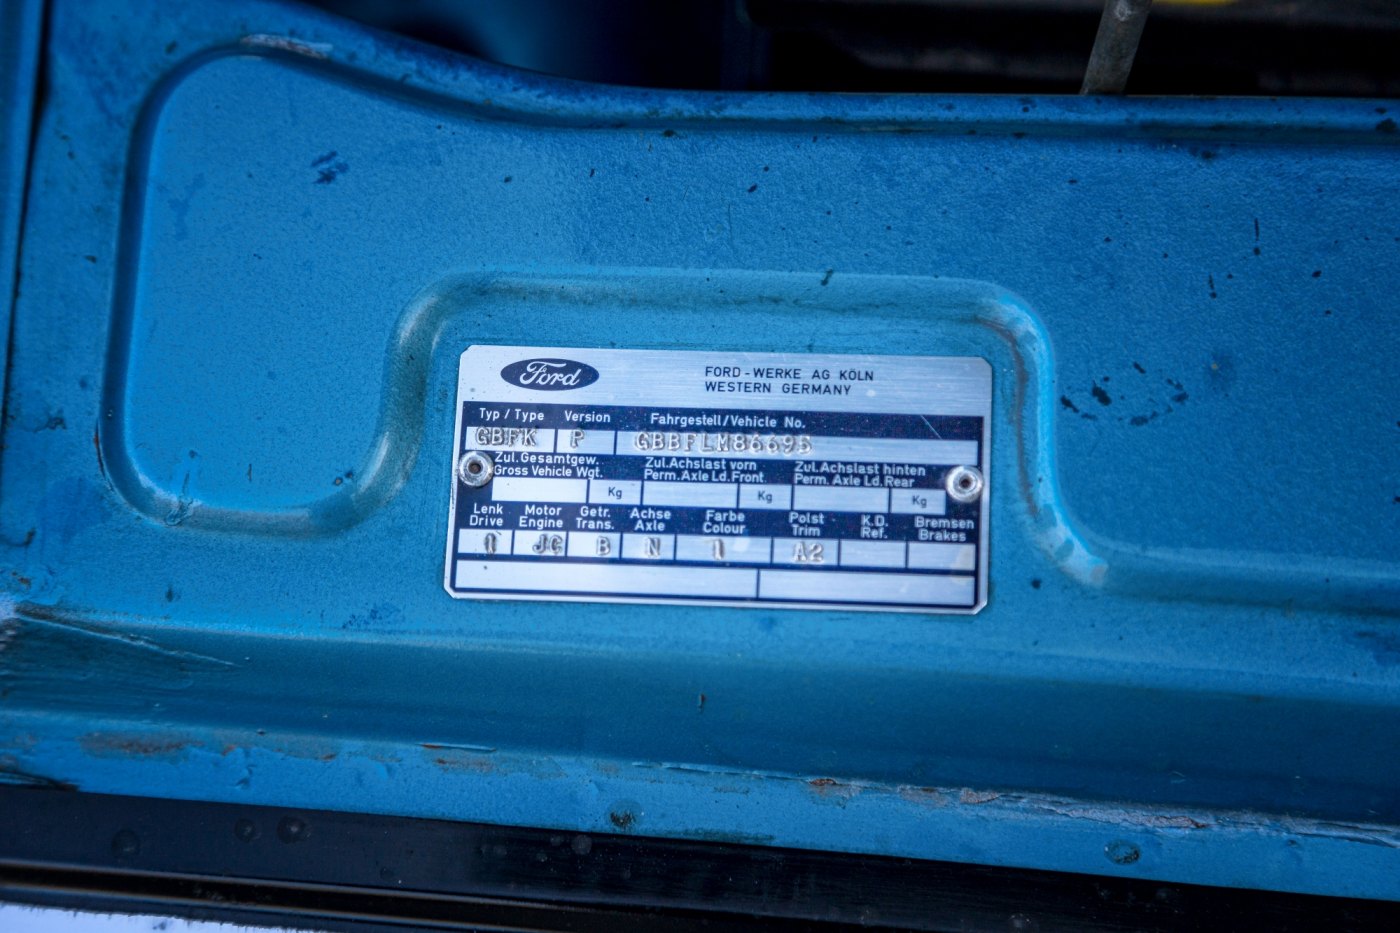 Ford
FORD - WERKE AG KÖLN
WESTERN GERMANY
Typ / Type Version Fahrgestell/Vehicle No.
GBFK P GBBFLM86695
Zul. Gesamtgew. Zul.Achslast vorn Zul.Achslast hinten
Gross Vehicle Wgt. Perm. Axle Ld. Front Perm. Axle Ld. Rear
Kg Kg Kg
Lenk Motor Getr. Achse Farbe Polst K.D. Bremsen
Drive Engine Trans. Axle Colour Trim Ref. Brakes
1 JC B N 1 A2